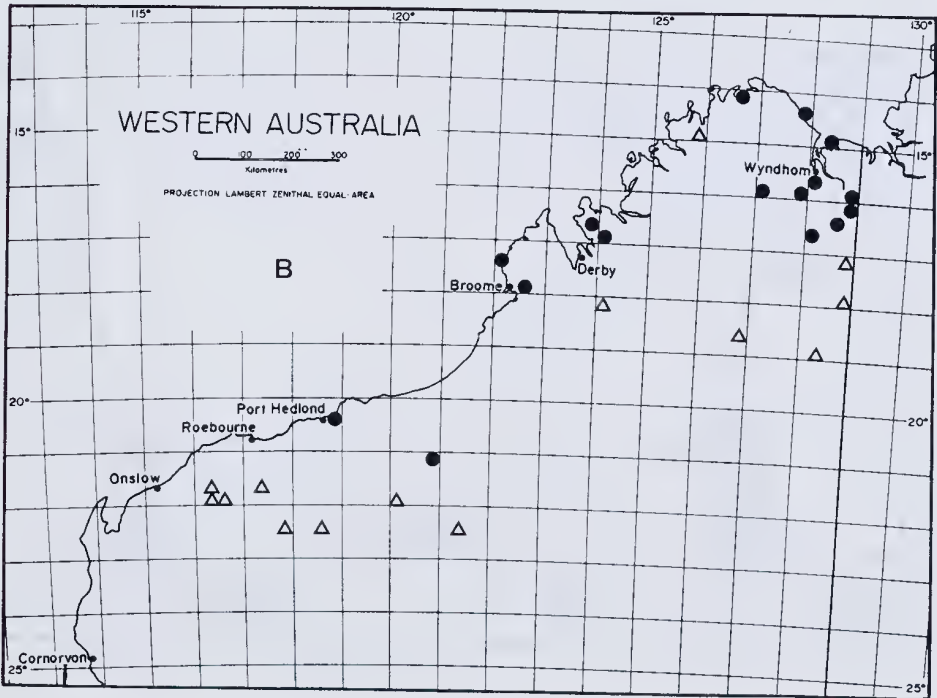 115° 120° 125° 130°
WESTERN AUSTRALIA
15° 15°
0 100 200 300
Kilometres
PROJECTION LAMBERT ZENITHAL EQUAL-AREA
Wyndham
B
Derby
Broome
20° 20°
Port Hedland
Roebourne
Onslow
Carnarvon
25° 25°